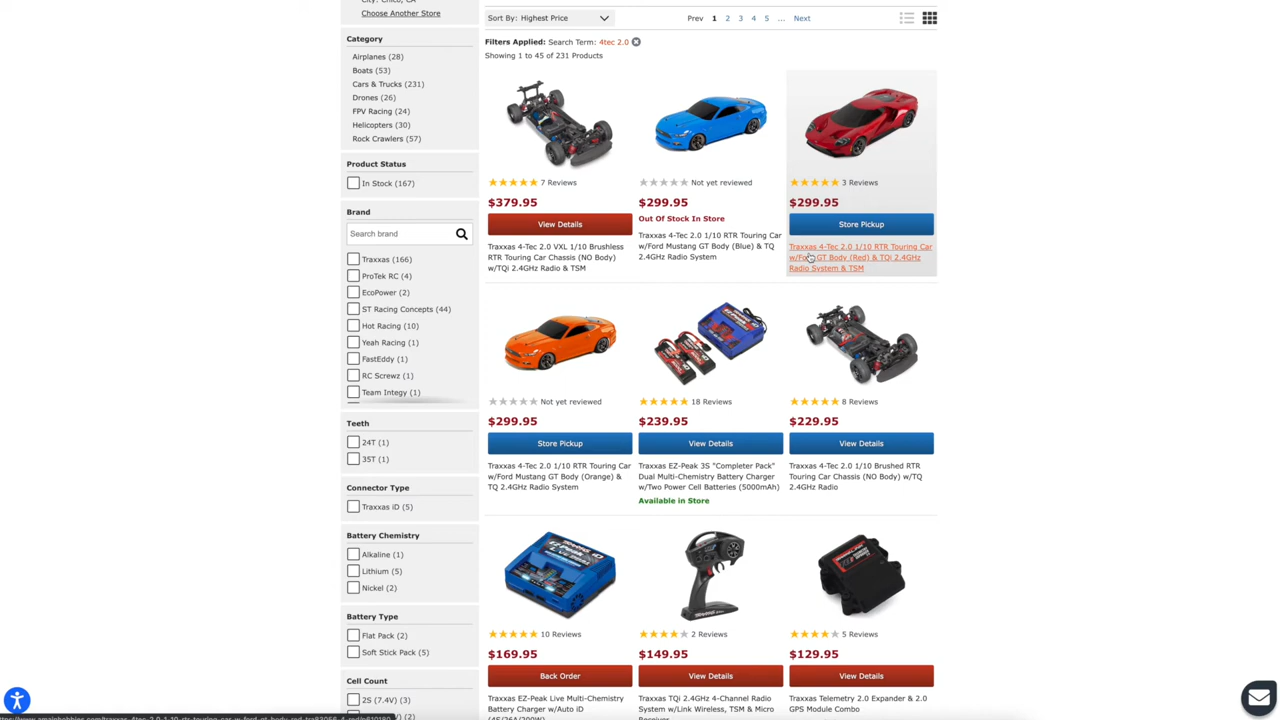 City: Chico, CA
Choose Another Store
Category
Airplanes (28)
Boats (53)
Cars & Trucks (231)
Drones (26)
FPV Racing (24)
Helicopters (30)
Rock Crawlers (57)
Product Status
In Stock (167)
Brand
Search brand
Traxxas (166)
ProTek RC (4)
EcoPower (2)
ST Racing Concepts (44)
Hot Racing (10)
Yeah Racing (1)
FastEddy (1)
RC Screwz (1)
Team Integy (1)
Teeth
24T (1)
35T (1)
Connector Type
Traxxas iD (5)
Battery Chemistry
Alkaline (1)
Lithium (5)
Nickel (2)
Battery Type
Flat Pack (2)
Soft Stick Pack (5)
Cell Count
2S (7.4V) (3)
Sort By: Highest Price
Prev 1 2 3 4 5 ... Next
Filters Applied: Search Term: 4tec 2.0
Showing 1 to 45 of 231 Products
7 Reviews
$379.95
View Details
Traxxas 4-Tec 2.0 VXL 1/10 Brushless
RTR Touring Car Chassis (NO Body)
w/TQi 2.4GHz Radio & TSM
Not yet reviewed
$299.95
Out Of Stock In Store
Traxxas 4-Tec 2.0 1/10 RTR Touring Car
w/Ford Mustang GT Body (Blue) & TQ
2.4GHz Radio System
3 Reviews
$299.95
Store Pickup
Traxxas 4-Tec 2.0 1/10 RTR Touring Car
w/Ford GT Body (Red) & TQi 2.4GHz
Radio System & TSM
Not yet reviewed
$299.95
Store Pickup
Traxxas 4-Tec 2.0 1/10 RTR Touring Car
w/Ford Mustang GT Body (Orange) &
TQ 2.4GHz Radio System
18 Reviews
$239.95
View Details
Traxxas EZ-Peak 3S "Completer Pack"
Dual Multi-Chemistry Battery Charger
w/Two Power Cell Batteries (5000mAh)
Available in Store
8 Reviews
$229.95
View Details
Traxxas 4-Tec 2.0 1/10 Brushed RTR
Touring Car Chassis (NO Body) w/TQ
2.4GHz Radio
10 Reviews
$169.95
Back Order
Traxxas EZ-Peak Live Multi-Chemistry
Battery Charger w/Auto iD
(4S/26A/200W)
2 Reviews
$149.95
View Details
Traxxas TQi 2.4GHz 4-Channel Radio
System w/Link Wireless, TSM & Micro
Receiver
5 Reviews
$129.95
View Details
Traxxas Telemetry 2.0 Expander & 2.0
GPS Module Combo